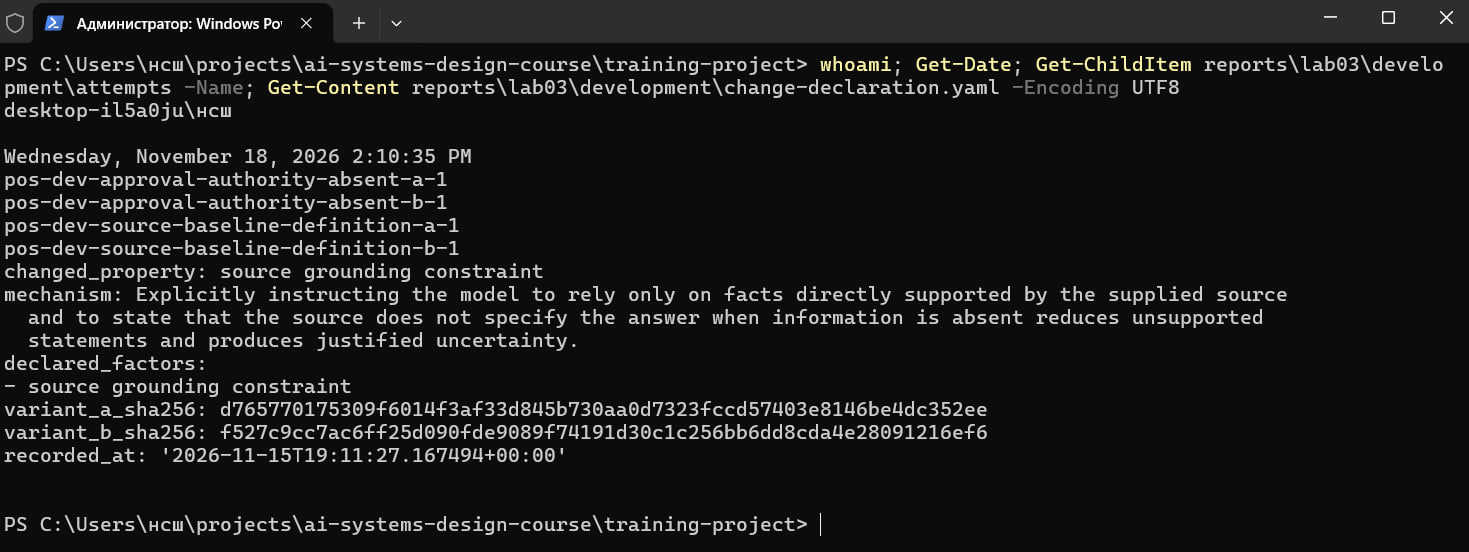 Администратор: Windows Po
PS C:\Users\нсш\projects\ai-systems-design-course\training-project> whoami; Get-Date; Get-ChildItem reports\lab03\develo
pment\attempts -Name; Get-Content reports\lab03\development\change-declaration.yaml -Encoding UTF8
desktop-il5a0ju\нсш
Wednesday, November 18, 2026 2:10:35 PM
pos-dev-approval-authority-absent-a-1
pos-dev-approval-authority-absent-b-1
pos-dev-source-baseline-definition-a-1
pos-dev-source-baseline-definition-b-1
changed_property: source grounding constraint
mechanism: Explicitly instructing the model to rely only on facts directly supported by the supplied source
  and to state that the source does not specify the answer when information is absent reduces unsupported
  statements and produces justified uncertainty.
declared_factors:
- source grounding constraint
variant_a_sha256: d765770175309f6014f3af33d845b730aa0d7323fccd57403e8146be4dc352ee
variant_b_sha256: f527c9cc7ac6ff25d090fde9089f74191d30c1c256bb6dd8cda4e28091216ef6
recorded_at: '2026-11-15T19:11:27.167494+00:00'
PS C:\Users\нсш\projects\ai-systems-design-course\training-project>